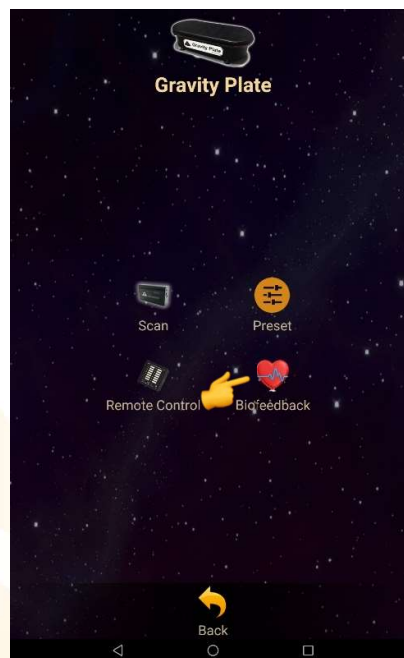 Gravity Plate
Gravity Plate
Scan
Preset
Remote Control
Biofeedback
Back